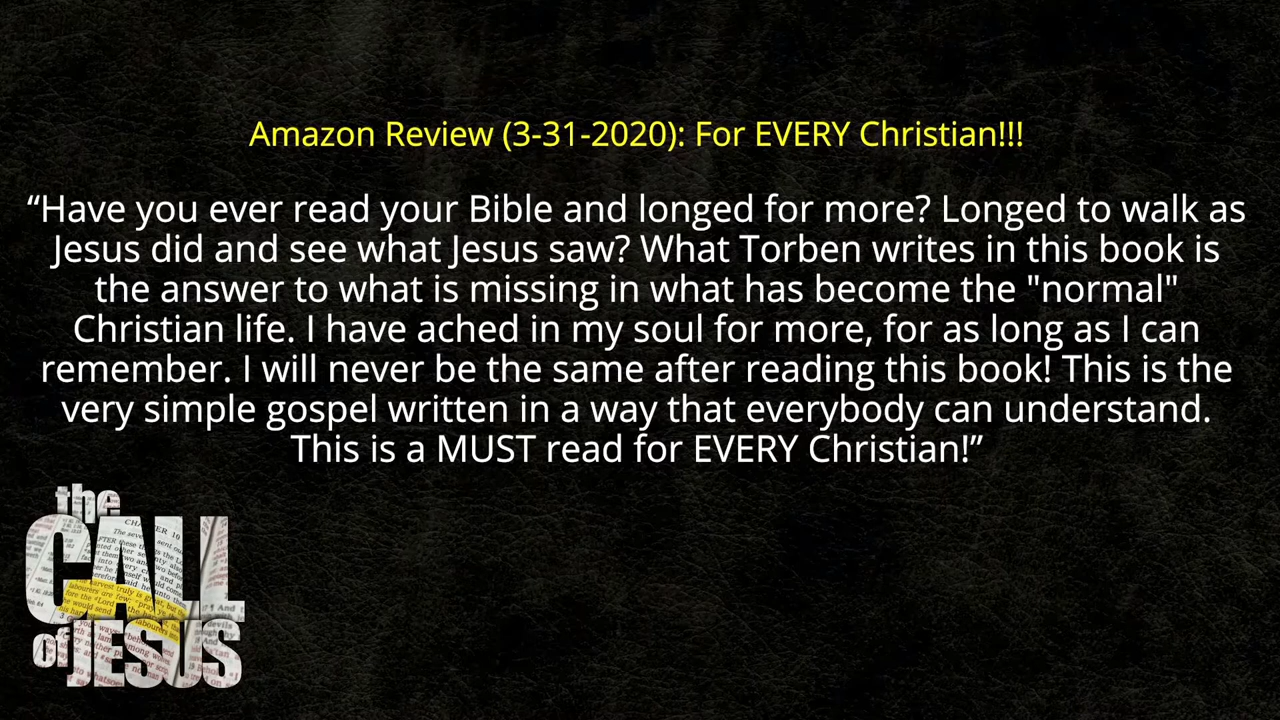 Amazon Review (3-31-2020): For EVERY Christian!!!
“Have you ever read your Bible and longed for more? Longed to walk as
Jesus did and see what Jesus saw? What Torben writes in this book is
the answer to what is missing in what has become the "normal"
Christian life. I have ached in my soul for more, for as long as I can
remember. I will never be the same after reading this book! This is the
very simple gospel written in a way that everybody can understand.
This is a MUST read for EVERY Christian!”
the
CALL
of JESUS